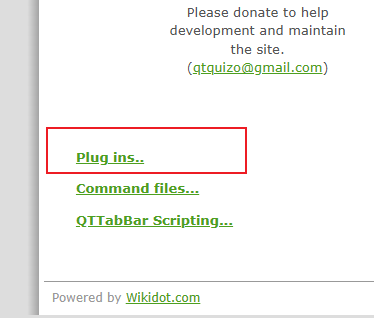 Please donate to help
development and maintain
the site.
(qtquizo@gmail.com)
Plug ins..
Command files...
QTTabBar Scripting...
Powered by Wikidot.com